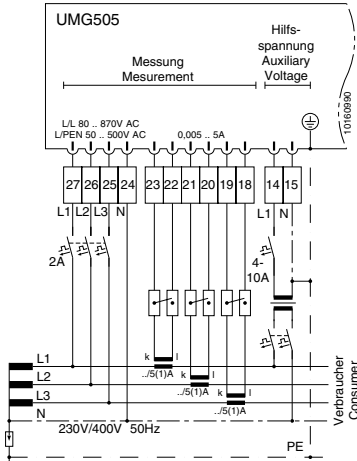 UMG505
Hilfs-
spannung
Auxiliary
Voltage
Messung
Mesurement
L/L 80 .. 870V AC
L/PEN 50 .. 500V AC
0,005 .. 5A
10160990
27 26 25 24 23 22 21 20 19 18 14 15
L1 L2 L3 N L1 N
2A
4-
10A
L1
k l
../5(1)A
L2
k l
../5(1)A
L3
k l
../5(1)A
N
230V/400V 50Hz
PE
Verbraucher
Consumer